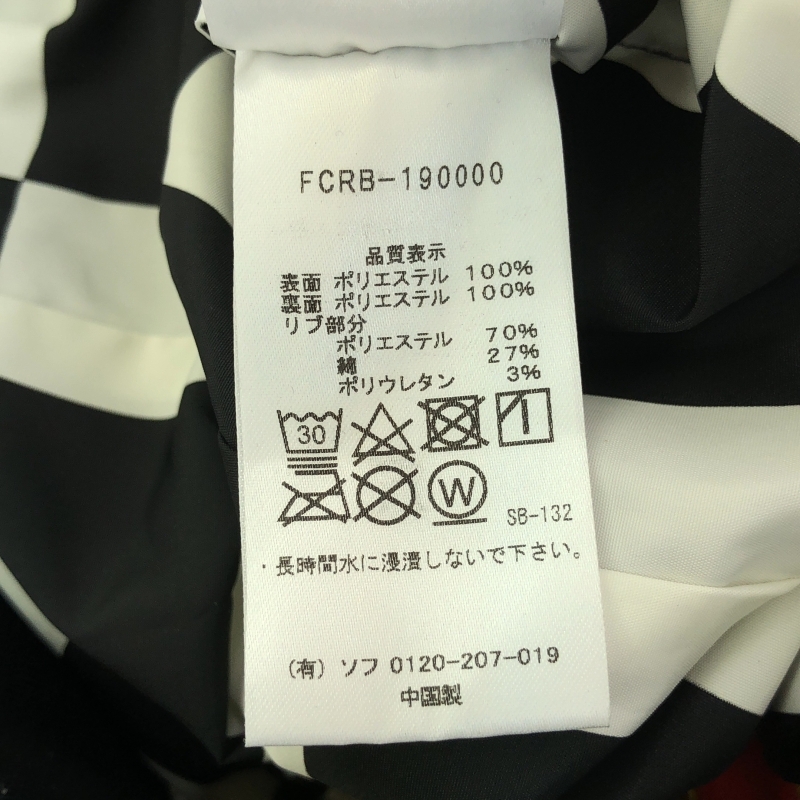 FCRB-190000
品質表示
表面 ポリエステル 100%
裏面 ポリエステル 100%
リブ部分
ポリエステル 70%
綿 27%
ポリウレタン 3%
30
W
SB-132
・長時間水に浸漬しないで下さい。
(有) ソフ 0120-207-019
中国製